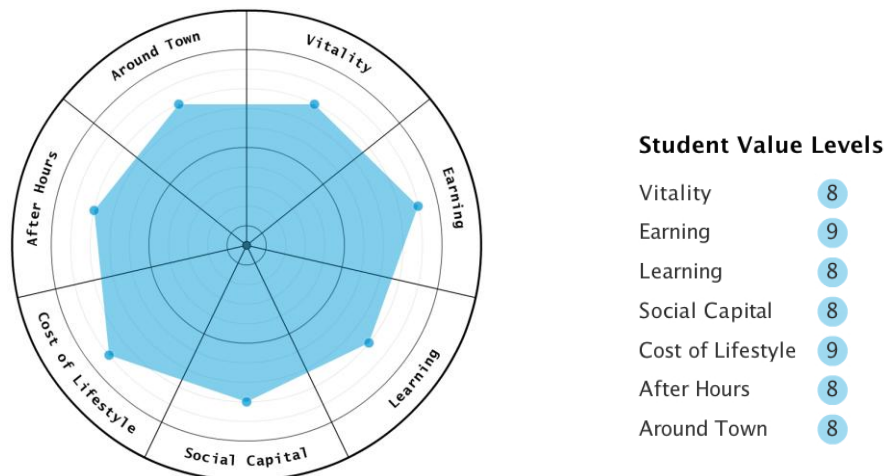 Around Town
Vitality
Earning
Learning
Social Capital
Cost of Lifestyle
After Hours
Student Value Levels
Vitality 8
Earning 9
Learning 8
Social Capital 8
Cost of Lifestyle 9
After Hours 8
Around Town 8